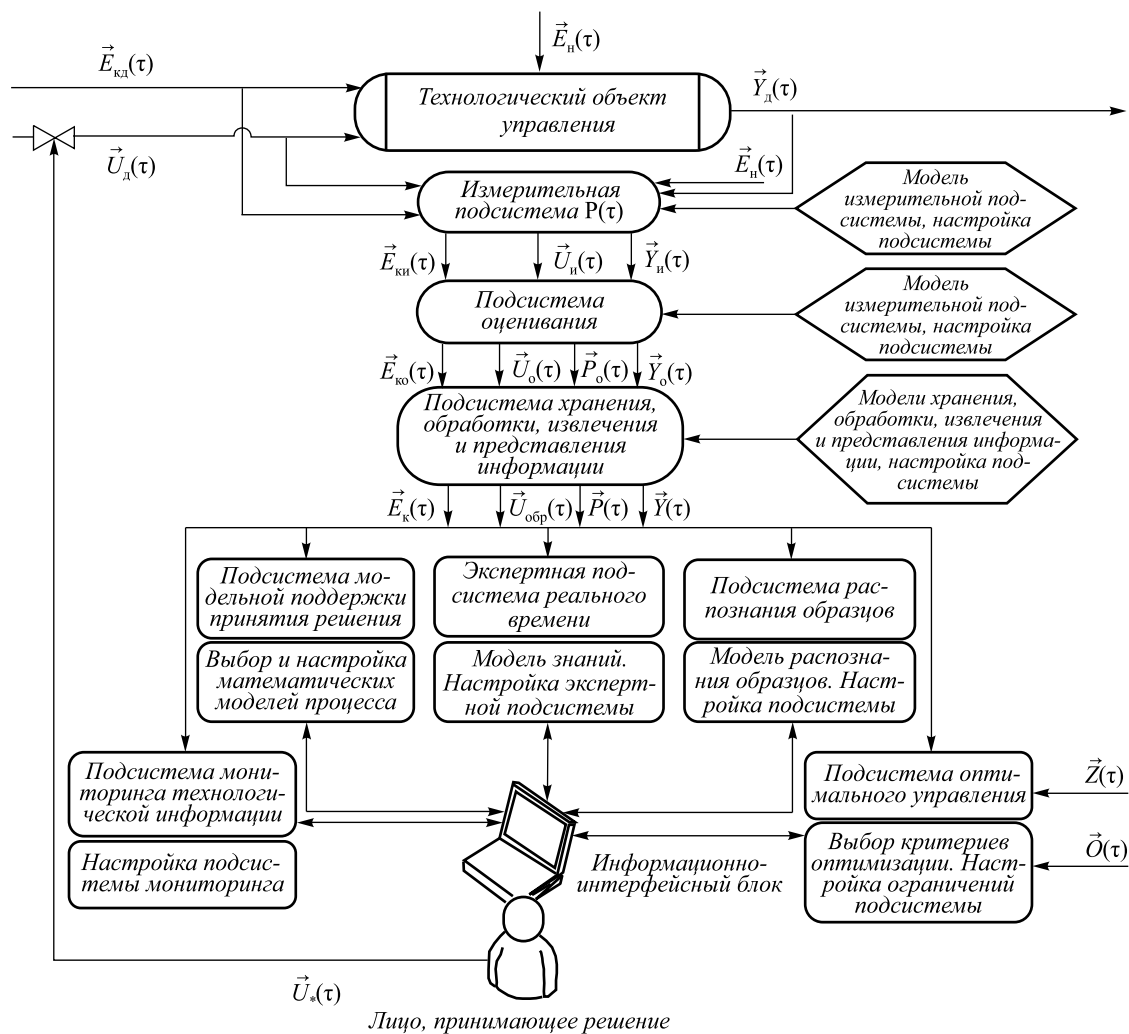 E⃗н(τ)
E⃗кд(τ)
Технологический объект
управления
Y⃗д(τ)
U⃗д(τ)
E⃗н(τ)
Измерительная
подсистема P(τ)
Модель
измерительной под-
системы, настройка
подсистемы
E⃗ки(τ) U⃗и(τ) Y⃗и(τ)
Подсистема
оценивания
Модель
измерительной под-
системы, настройка
подсистемы
E⃗ко(τ) U⃗о(τ) P⃗о(τ) Y⃗о(τ)
Подсистема хранения,
обработки, извлечения
и представления
информации
Модели хранения,
обработки, извлечения
и представления информа-
ции, настройка под-
системы
E⃗к(τ) U⃗обр(τ) P⃗(τ) Y⃗(τ)
Подсистема мо-
дельной поддержки
принятия решения
Экспертная под-
система реального
времени
Подсистема рас-
познания образцов
Выбор и настройка
математических
моделей процесса
Модель знаний.
Настройка эксперт-
ной подсистемы
Модель распозна-
ния образцов. Наст-
ройка подсистемы
Подсистема мони-
торинга технологи-
ческой информации
Настройка подсис-
темы мониторинга
Подсистема опти-
мального управления
Z⃗(τ)
Выбор критериев
оптимизации. Наст-
ройка ограничений
подсистемы
O⃗(τ)
Информационно-
интерфейсный блок
U⃗*(τ)
Лицо, принимающее решение